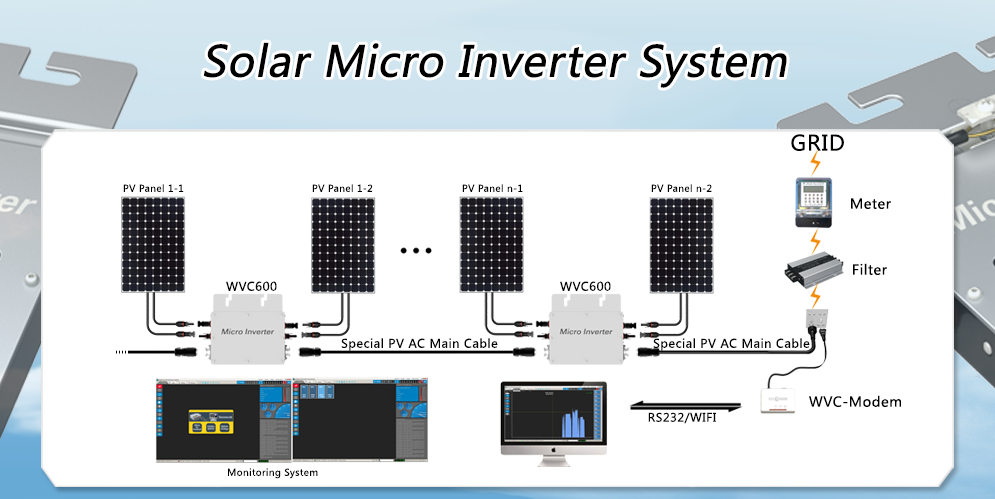 Solar Micro Inverter System
GRID
PV Panel 1-1
PV Panel 1-2
PV Panel n-1
PV Panel n-2
Meter
Filter
WVC600
WVC600
Micro Inverter
Micro Inverter
Special PV AC Main Cable
Special PV AC Main Cable
WVC-Modem
RS232/WIFI
Monitoring System
er
Mic